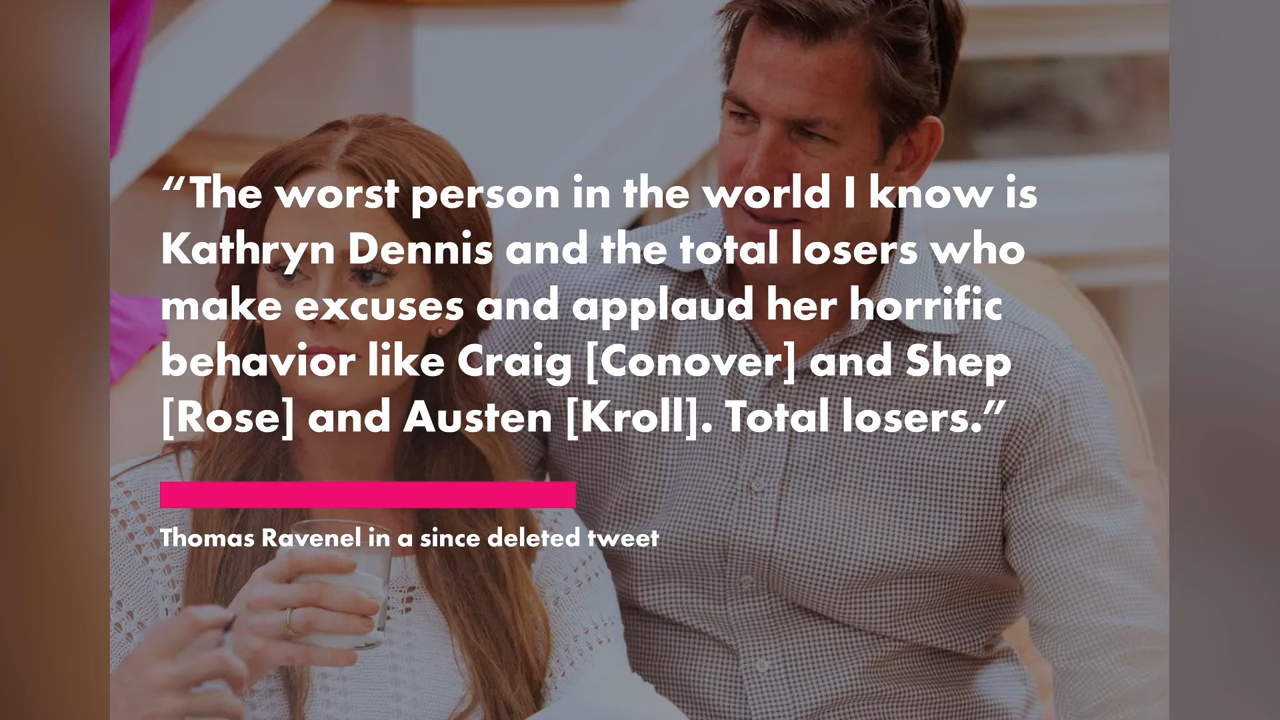 “The worst person in the world I know is
Kathryn Dennis and the total losers who
make excuses and applaud her horrific
behavior like Craig [Conover] and Shep
[Rose] and Austen [Kroll]. Total losers.”
Thomas Ravenel in a since deleted tweet